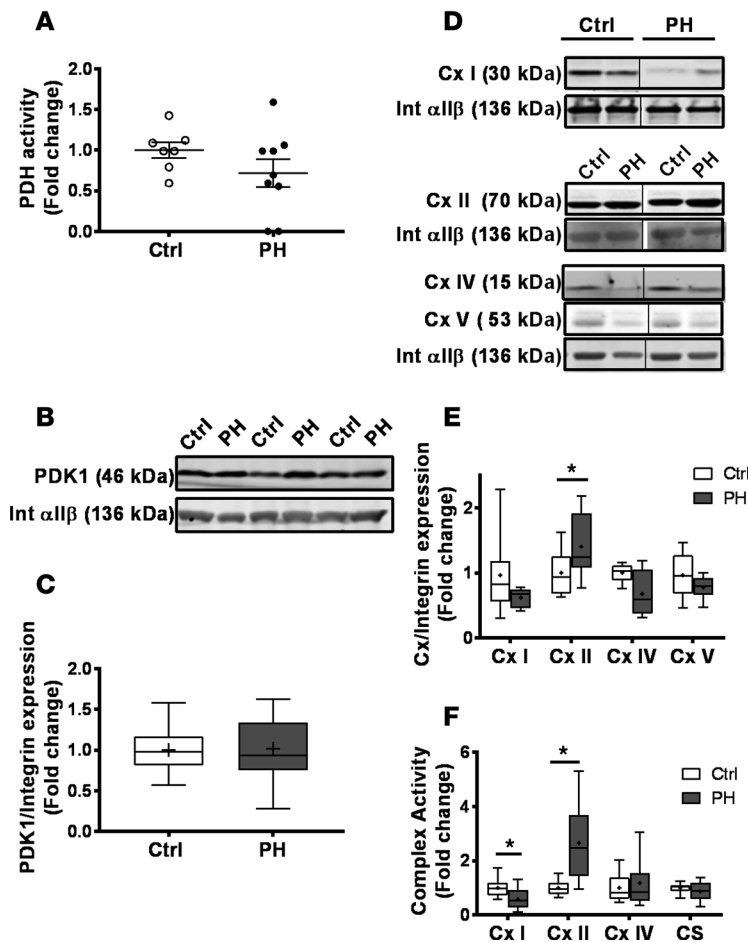 A
PDH activity
(Fold change)
2.0
1.5
1.0
0.5
0.0
Ctrl PH
B
Ctrl PH Ctrl PH Ctrl PH
PDK1 (46 kDa)
Int αIIβ (136 kDa)
C
PDK1/Integrin expression
(Fold change)
2.0
1.5
1.0
0.5
0.0
Ctrl PH
D
Ctrl PH
Cx I (30 kDa)
Int αIIβ (136 kDa)
Ctrl PH Ctrl PH
Cx II (70 kDa)
Int αIIβ (136 kDa)
Cx IV (15 kDa)
Cx V ( 53 kDa)
Int αIIβ (136 kDa)
E
Cx/Integrin expression
(Fold change)
2
1
0
*
Ctrl
PH
Cx I Cx II Cx IV Cx V
F
Complex Activity
(Fold change)
6
4
2
0
*
*
Ctrl
PH
Cx I Cx II Cx IV CS